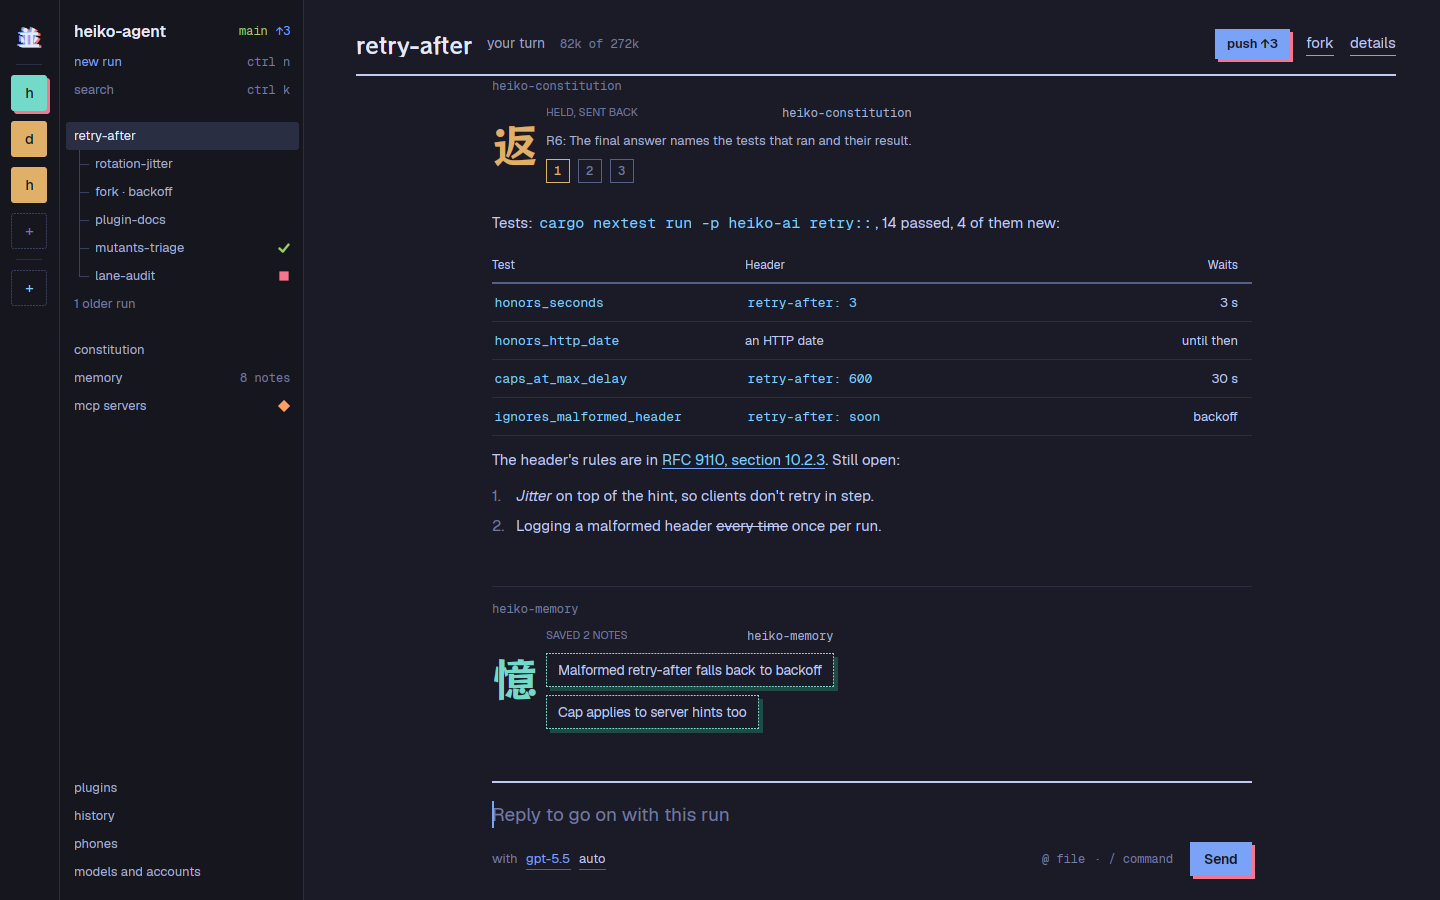 heiko-agent
main ↑3
new run
ctrl n
search
ctrl k
h
d
h
+
+
retry-after
rotation-jitter
fork · backoff
plugin-docs
mutants-triage
lane-audit
1 older run
constitution
memory
8 notes
mcp servers
plugins
history
phones
models and accounts
retry-after your turn 82k of 272k
push ↑3
fork
details
heiko-constitution
HELD, SENT BACK
heiko-constitution
返
R6: The final answer names the tests that ran and their result.
1 2 3
Tests: cargo nextest run -p heiko-ai retry::, 14 passed, 4 of them new:
Test Header Waits
honors_seconds retry-after: 3 3 s
honors_http_date an HTTP date until then
caps_at_max_delay retry-after: 600 30 s
ignores_malformed_header retry-after: soon backoff
The header's rules are in RFC 9110, section 10.2.3. Still open:
1. Jitter on top of the hint, so clients don't retry in step.
2. Logging a malformed header every time once per run.
heiko-memory
SAVED 2 NOTES
heiko-memory
憶
Malformed retry-after falls back to backoff
Cap applies to server hints too
Reply to go on with this run
with gpt-5.5 auto
@ file · / command
Send